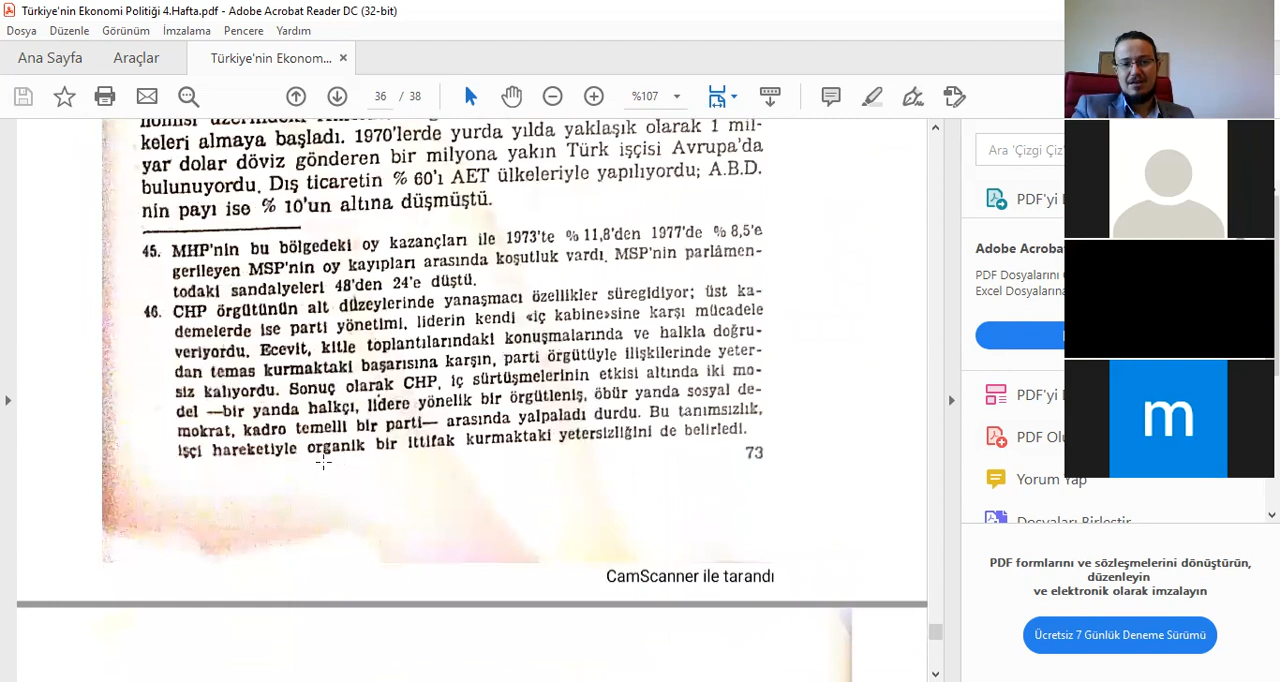 Türkiye'nin Ekonomi Politiği 4.Hafta.pdf - Adobe Acrobat Reader DC (32-bit)
Dosya Düzenle Görünüm İmzalama Pencere Yardım
Ana Sayfa Araçlar Türkiye'nin Ekonom... ×
36 / 38 %107
keleri almaya başladı. 1970'lerde yurda yılda yaklaşık olarak 1 mil-
yar dolar döviz gönderen bir milyona yakın Türk işçisi Avrupa'da
bulunuyordu. Dış ticaretin % 60'ı AET ülkeleriyle yapılıyordu; A.B.D.
nin payı ise % 10'un altına düşmüştü.
45. MHP'nin bu bölgedeki oy kazançları ile 1973'te % 11,8'den 1977'de % 8,5'e
gerileyen MSP'nin oy kayıpları arasında koşutluk vardı. MSP'nin parlâmen-
todaki sandalyeleri 48'den 24'e düştü.
46. CHP örgütünün alt düzeylerinde yanaşmacı özellikler süregidiyor; üst ka-
demelerde ise parti yönetimi, liderin kendi «iç kabine»sine karşı mücadele
veriyordu. Ecevit, kitle toplantılarındaki konuşmalarında ve halkla doğru-
dan temas kurmaktaki başarısına karşın, parti örgütüyle ilişkilerinde yeter-
siz kalıyordu. Sonuç olarak CHP, iç sürtüşmelerinin etkisi altında iki mo-
del —bir yanda halkçı, lidere yönelik bir örgütleniş, öbür yanda sosyal de-
mokrat, kadro temelli bir parti— arasında yalpaladı durdu. Bu tanımsızlık,
işçi hareketiyle organik bir ittifak kurmaktaki yetersizliğini de belirledi.
73
CamScanner ile tarandı
Ara 'Çizgi Çiz'
PDF'yi
Adobe Acrobat
PDF Dosyalarını
Excel Dosyalarına
PDF'yi
PDF Olu
Yorum Yap
Dosyaları Birleştir
PDF formlarını ve sözleşmelerini dönüştürün,
düzenleyin
ve elektronik olarak imzalayın
Ücretsiz 7 Günlük Deneme Sürümü
m